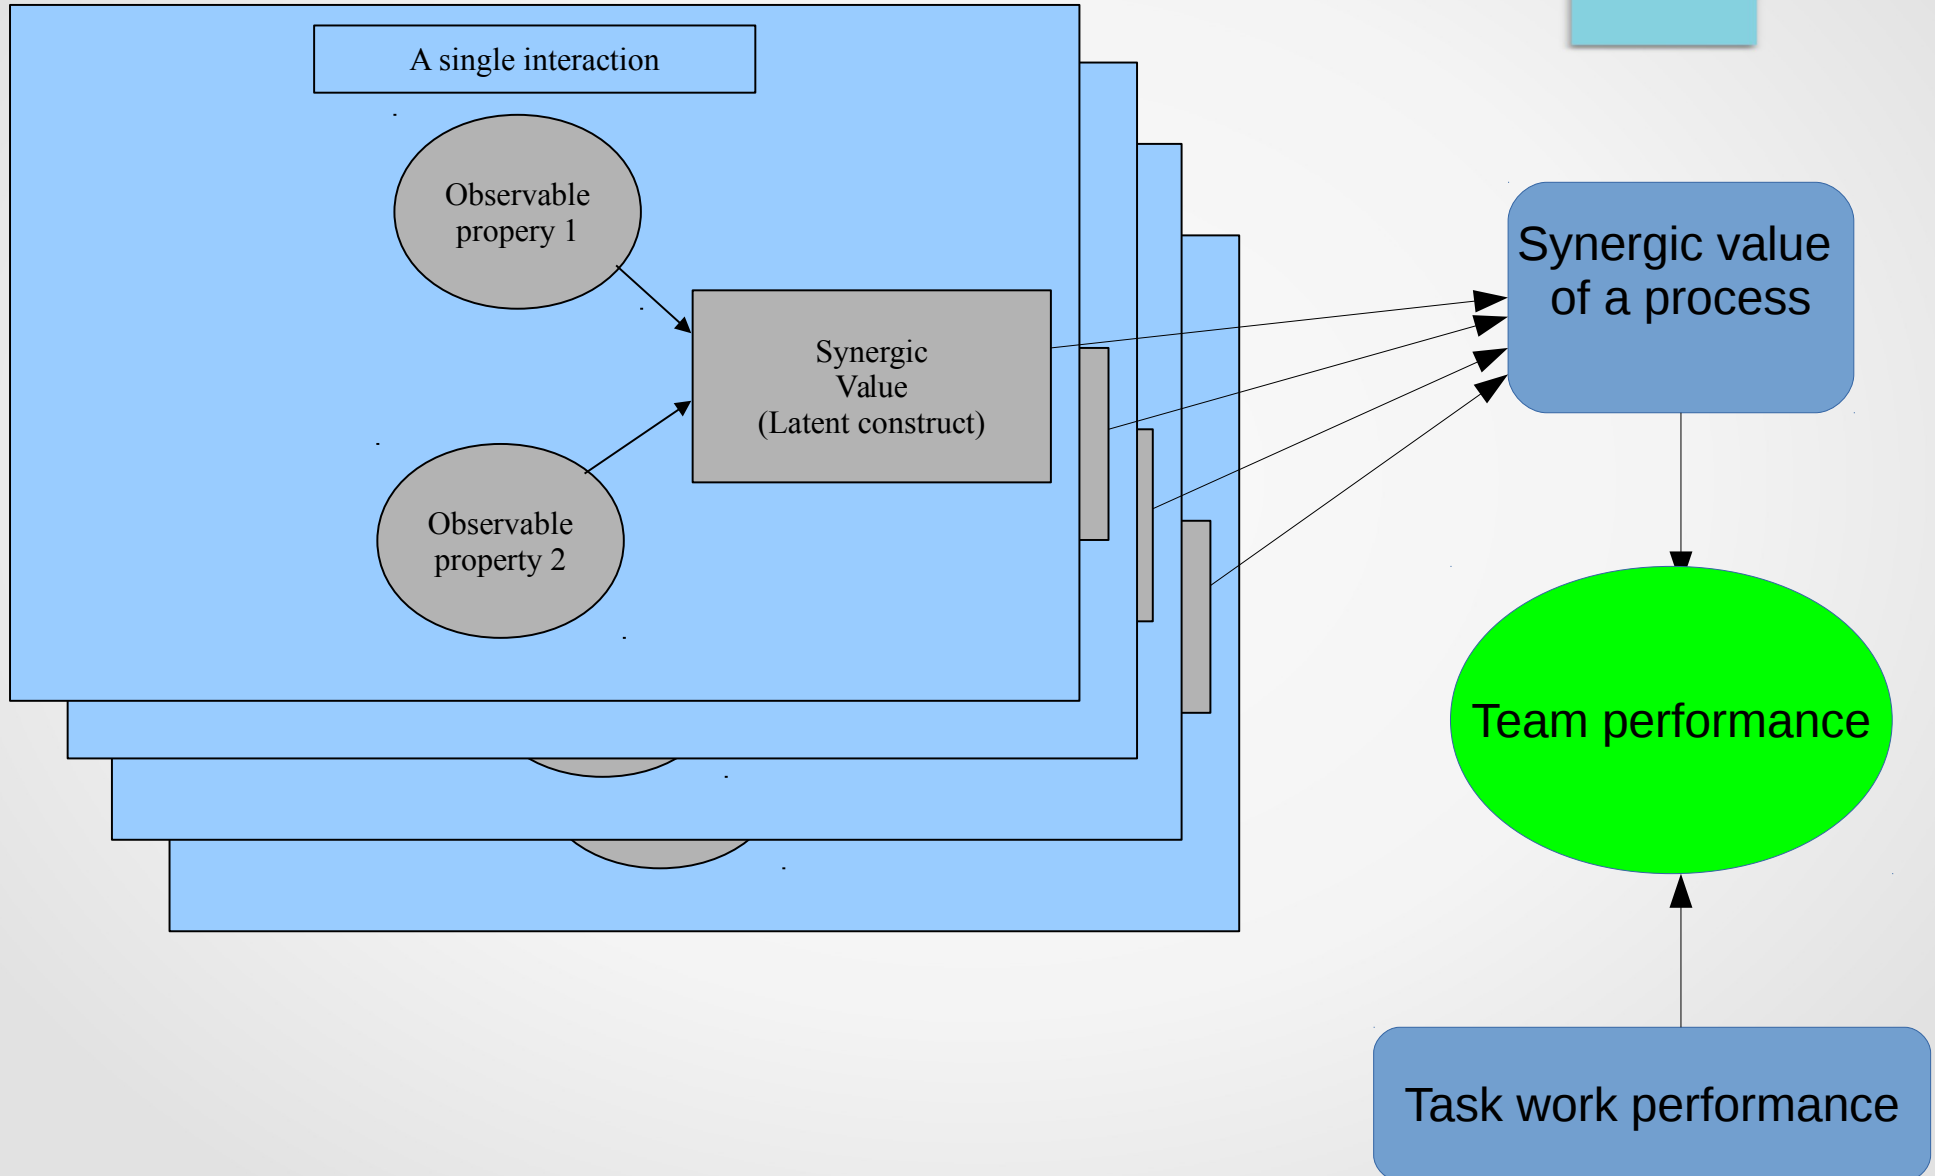 A single interaction
Observable
propery 1
Synergic
Value
(Latent construct)
Observable
property 2
Synergic value
of a process
Team performance
Task work performance